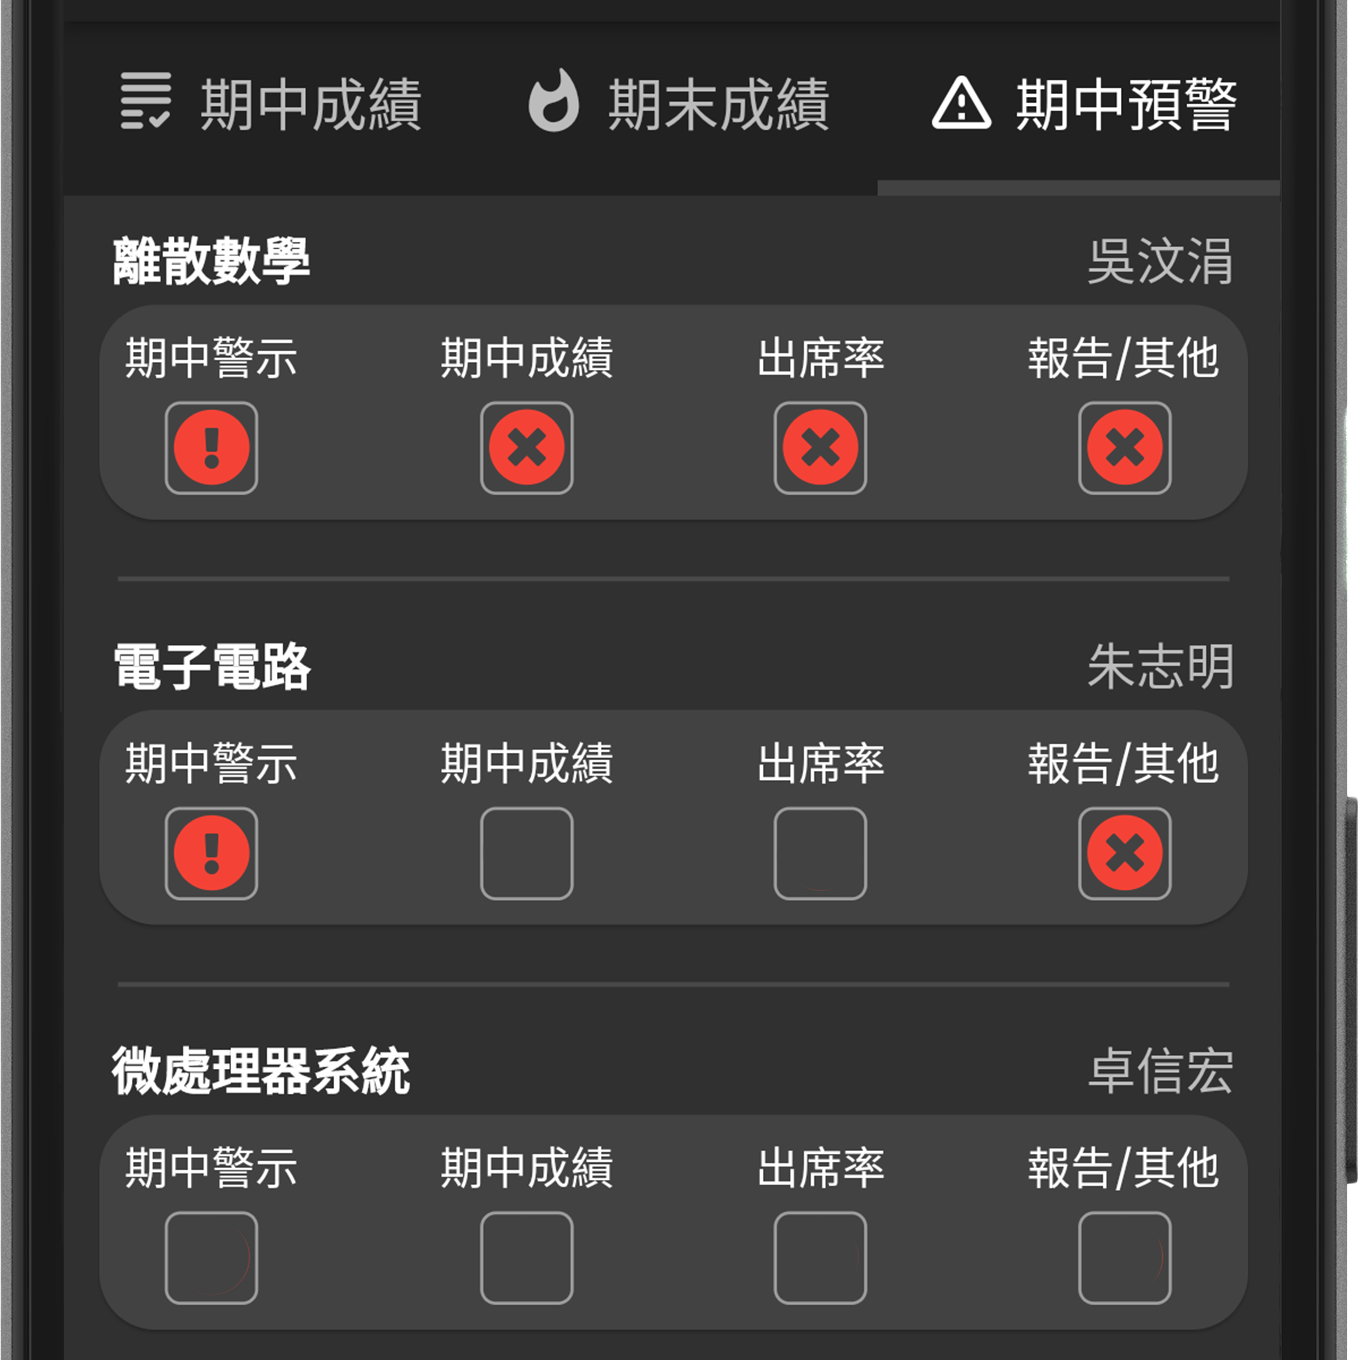 期中成績 期末成績 期中預警
離散數學 吳汶涓
期中警示 期中成績 出席率 報告/其他
電子電路 朱志明
期中警示 期中成績 出席率 報告/其他
微處理器系統 卓信宏
期中警示 期中成績 出席率 報告/其他